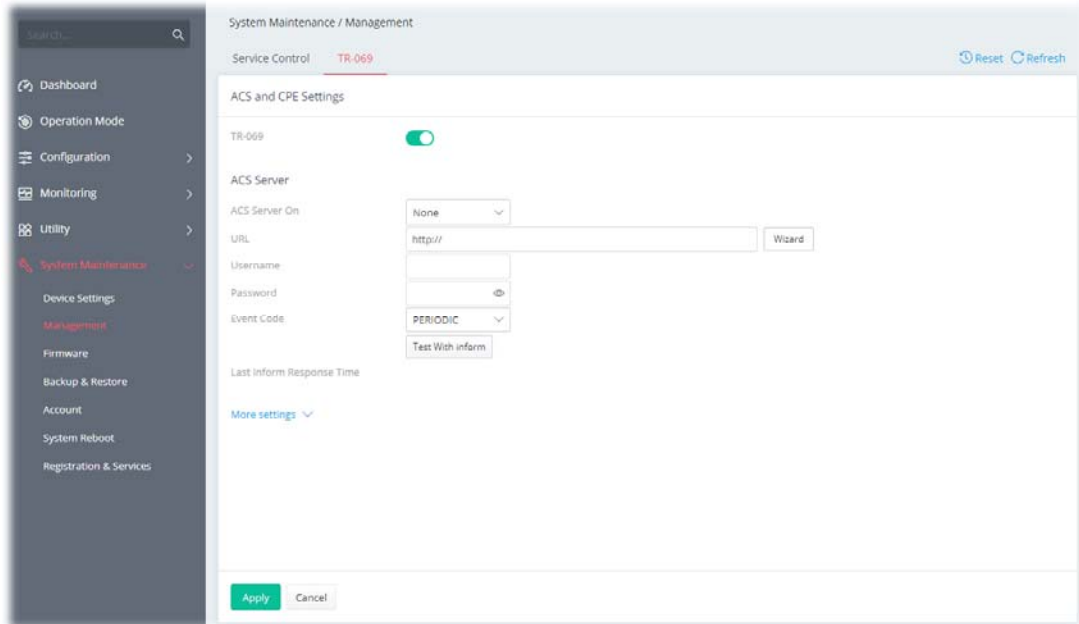 Search...
System Maintenance / Management
Service Control TR-069
Reset Refresh
Dashboard
Operation Mode
Configuration
Monitoring
Utility
System Maintenance
Device Settings
Management
Firmware
Backup & Restore
Account
System Reboot
Registration & Services
ACS and CPE Settings
TR-069
ACS Server
ACS Server On None
URL http:// Wizard
Username
Password
Event Code PERIODIC
Test With inform
Last Inform Response Time
More settings
Apply Cancel